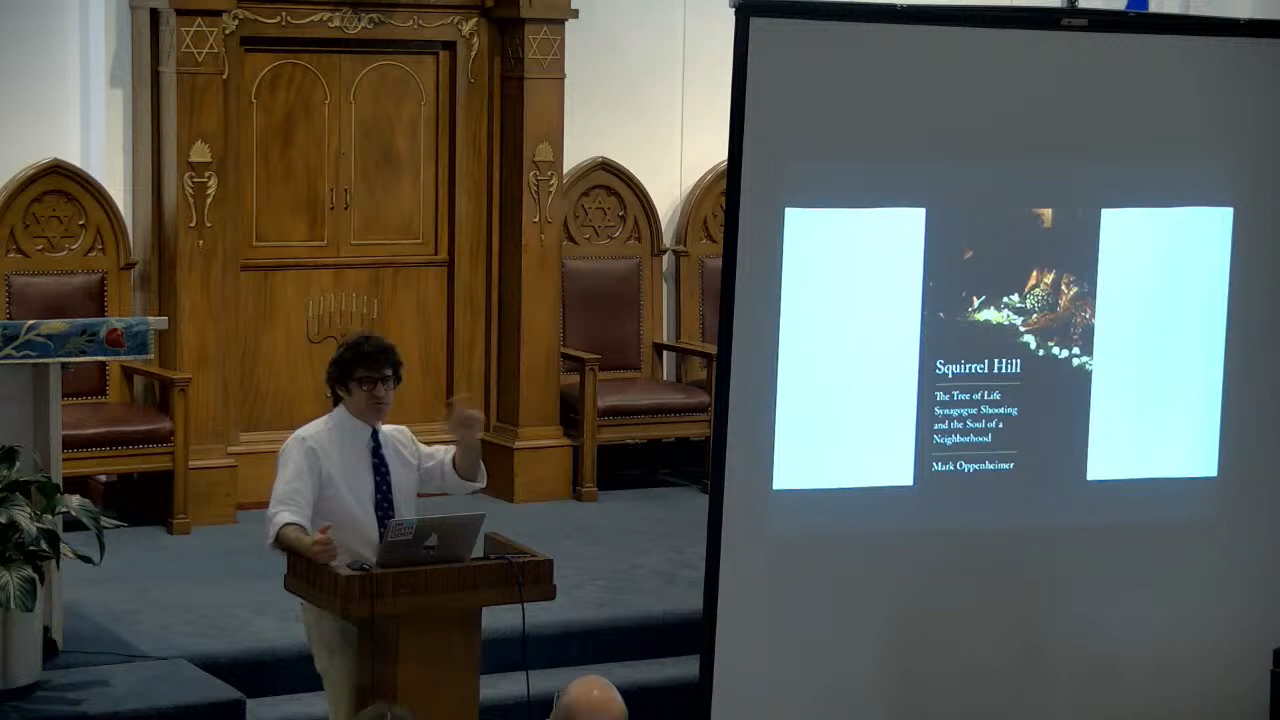 Squirrel Hill
The Tree of Life
Synagogue Shooting
and the Soul of a
Neighborhood
Mark Oppenheimer